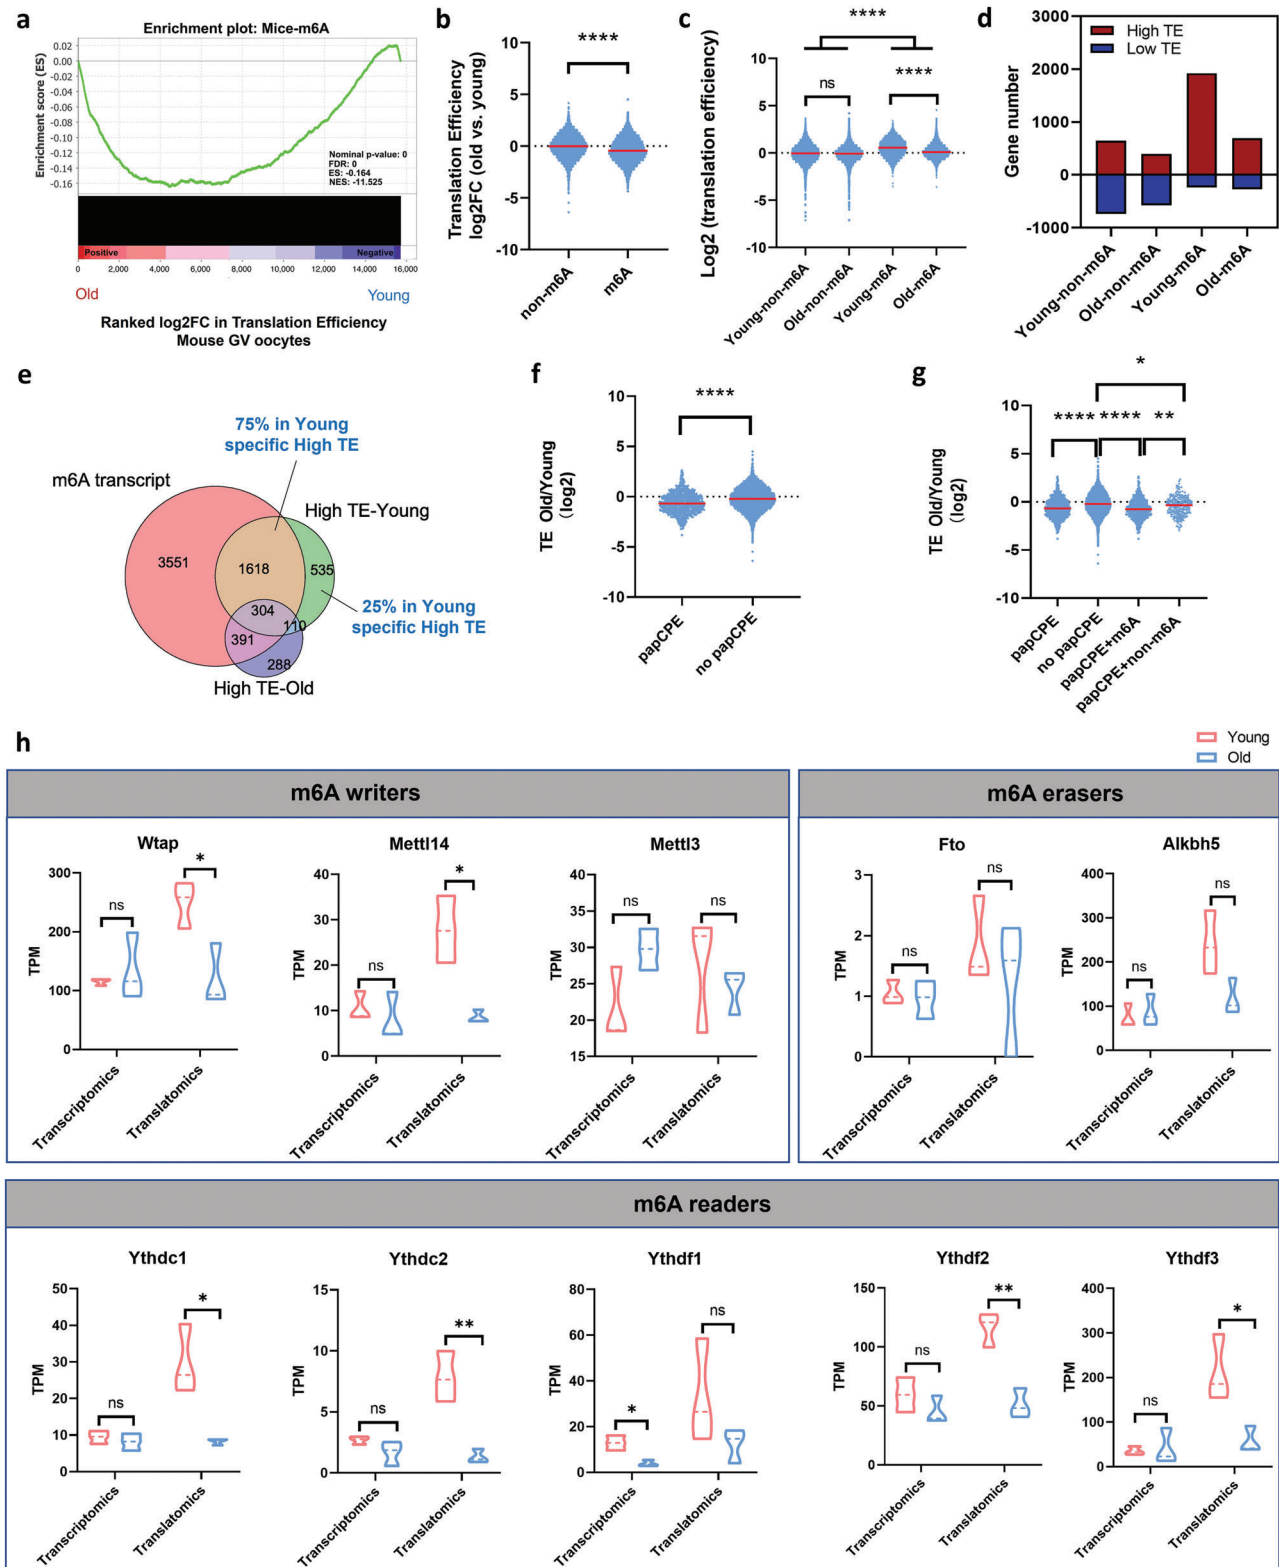 a
Enrichment plot: Mice-m6A
Enrichment score (ES)
0.02
0.00
-0.02
-0.04
-0.06
-0.08
-0.10
-0.12
-0.14
-0.16
Nominal p-value: 0
FDR: 0
ES: -0.164
NES: -11.525
Positive
Negative
0 2,000 4,000 6,000 8,000 10,000 12,000 14,000 16,000
Old
Young
Ranked log2FC in Translation Efficiency
Mouse GV oocytes
b
Translation Efficiency
log2FC (old vs. young)
10
5
0
-5
-10
****
non-m6A
m6A
c
Log2 (translation efficiency)
10
5
0
-5
-10
****
ns
****
Young-non-m6A
Old-non-m6A
Young-m6A
Old-m6A
d
Gene number
3000
2000
1000
0
-1000
High TE
Low TE
Young-non-m6A
Old-non-m6A
Young-m6A
Old-m6A
e
75% in Young
specific High TE
m6A transcript
High TE-Young
3551
1618
535
304
110
391
288
25% in Young
specific High TE
High TE-Old
f
TE Old/Young
(log2)
10
5
0
-5
-10
****
papCPE
no papCPE
g
TE Old/Young
(log2)
10
5
0
-5
-10
*
**** **** **
papCPE
no papCPE
papCPE+m6A
papCPE+non-m6A
h
Young
Old
m6A writers
Wtap
TPM
300
200
100
0
ns
*
Transcriptomics
Translatomics
Mettl14
TPM
40
30
20
10
0
ns
*
Transcriptomics
Translatomics
Mettl3
TPM
40
35
30
25
20
15
ns
ns
Transcriptomics
Translatomics
m6A erasers
Fto
TPM
3
2
1
0
ns
ns
Transcriptomics
Translatomics
Alkbh5
TPM
400
300
200
100
0
ns
ns
Transcriptomics
Translatomics
m6A readers
Ythdc1
TPM
50
40
30
20
10
0
ns
*
Transcriptomics
Translatomics
Ythdc2
TPM
15
10
5
0
ns
**
Transcriptomics
Translatomics
Ythdf1
TPM
80
60
40
20
0
*
ns
Transcriptomics
Translatomics
Ythdf2
TPM
150
100
50
0
ns
**
Transcriptomics
Translatomics
Ythdf3
TPM
400
300
200
100
0
ns
*
Transcriptomics
Translatomics